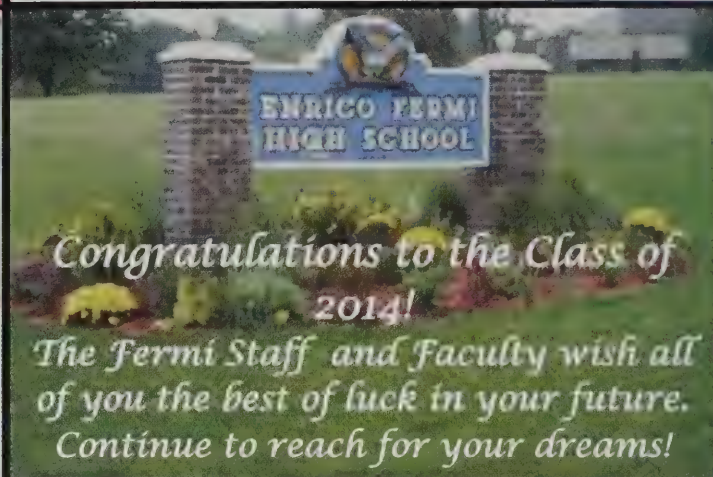 ENRICO FERMI
HIGH SCHOOL
Congratulations to the Class of
2014!
The Fermi Staff and Faculty wish all
of you the best of luck in your future.
Continue to reach for your dreams!